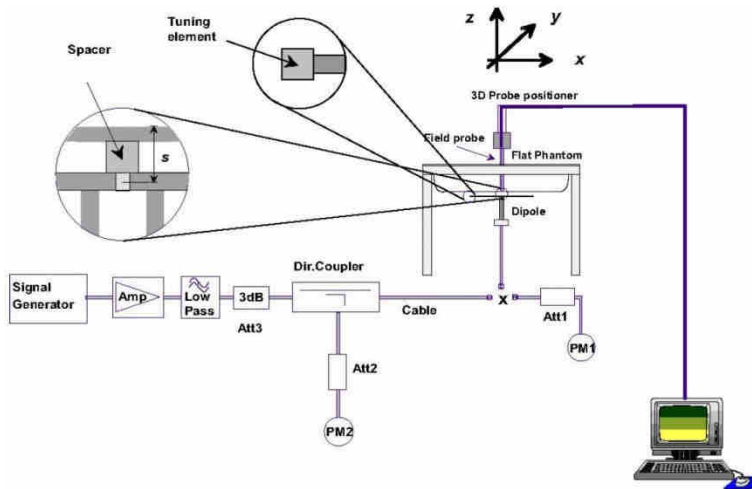 Tuning
element
Spacer
s
z
y
x
3D Probe positioner
Field probe
Flat Phantom
Dipole
Signal
Generator
Amp
Low
Pass
3dB
Att3
Dir.Coupler
Cable
X
Att1
PM1
Att2
PM2